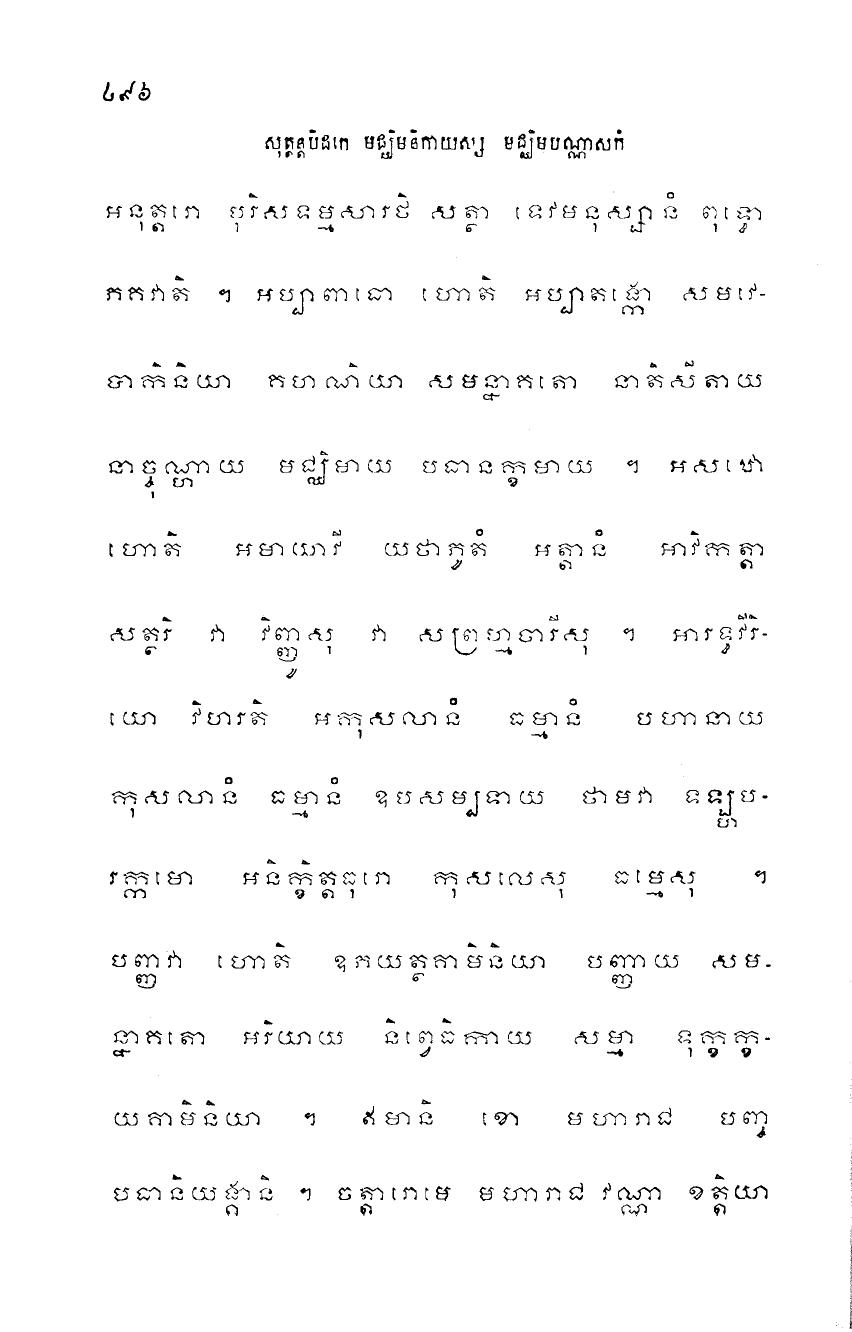 ៤៩៦
សុត្តន្តបិដកេ មជ្ឈិមនិកាយស្ស មជ្ឈិមបណ្ណាសកំ
អនុត្តរោ បុរិសទម្មសារថិ សត្ថា ទេវមនុស្សានំ ពុទ្ធោ
ភគវាតិ ។ អប្បាពាធោ ហោតិ អប្បាតង្កោ សមវេ-
បាកិនិយា គហណិយា សមន្នាគតោ នាតិសីតាយ
នាច្ចុណ្ហាយ មជ្ឈិមាយ បធានក្ខមាយ ។ អសឋោ
ហោតិ អមាយាវី យថាភូតំ អត្តានំ អាវិកត្តា
សត្ថរិ វា វិញ្ញូសុ វា សព្រហ្មចារីសុ ។ អារទ្ធវីរិ-
យោ វិហរតិ អកុសលានំ ធម្មានំ បហានាយ
កុសលានំ ធម្មានំ ឧបសម្បទាយ ថាមវា ទឡ្ហប-
រក្កមោ អនិក្ខិត្តធុរោ កុសលេសុ ធម្មេសុ ។
បញ្ញវា ហោតិ ឧទយត្ថគាមិនិយា បញ្ញាយ សម-
ន្នាគតោ អរិយាយ និព្វេធិកាយ សម្មា ទុក្ខក្ខ-
យគាមិនិយា ។ ឥមានិ ខោ មហារាជ បញ្ច
បធានិយង្គានិ ។ ចត្តារោមេ មហារាជ វណ្ណា ខត្តិយា